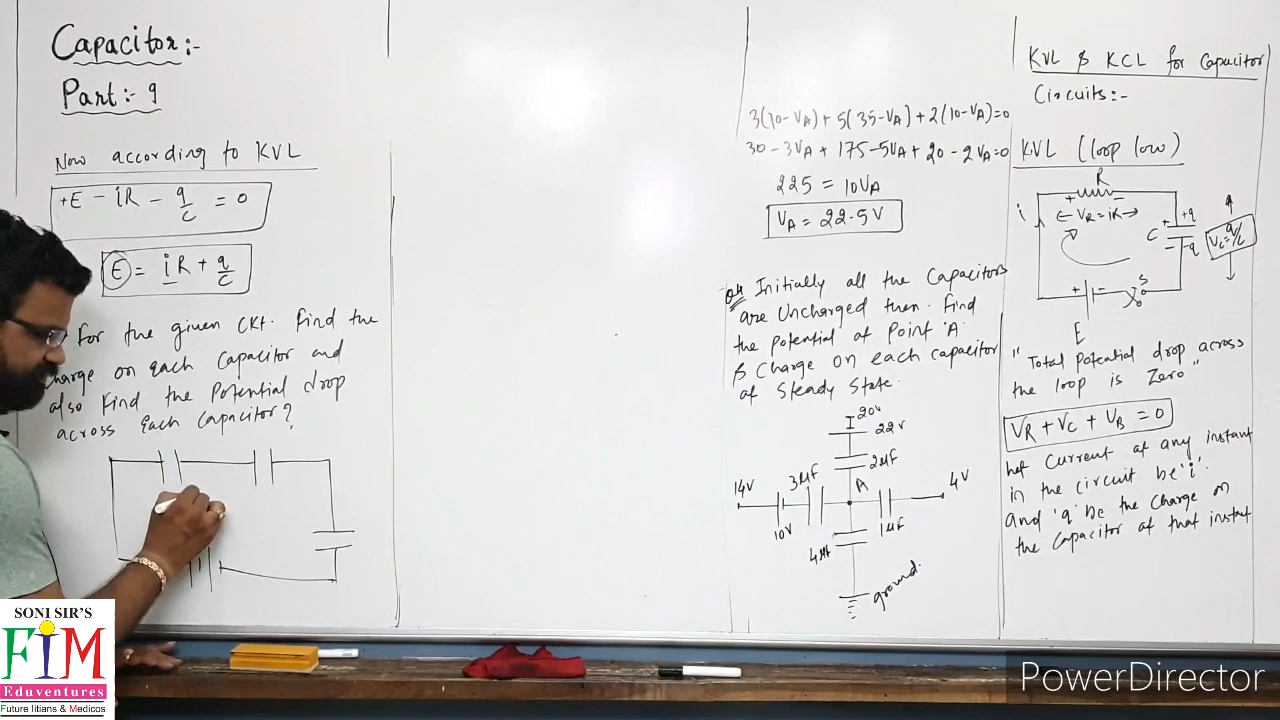 Capacitor:-
Part:- 9
Now according to KVL
+E - iR - q/c = 0
E = iR + q/c
For the given CKt. Find the
charge on each Capacitor and
also Find the Potential drop
across Each Capacitor?
3(10-VA) + 5(35-VA) + 2(10-VA)=0
30 - 3VA + 175-5VA + 20 - 2VA=0
225 = 10VA
VA = 22.5 V
Initially all the Capacitors
are Uncharged then Find
the potential at Point 'A'
& Charge on each capacitor
at Steady State.
20V
22V
2μF
14V
3μF
A
4V
10V
1μF
4μF
ground.
KVL & KCL for Capacitor
Circuits:-
KVL (loop low)
R
+ -
i
← VR = iR →
C
+ +q
- -q
Vc = q/c
+ -
S
E
"Total potential drop across
the loop is Zero"
VR + VC + VB = 0
let Current at any instant
in the circuit be 'i'.
and 'q' be the Charge on
the Capacitor at that instant
SONI SIR'S
FIM
Eduventures
Future Iitians & Medicos
PowerDirector